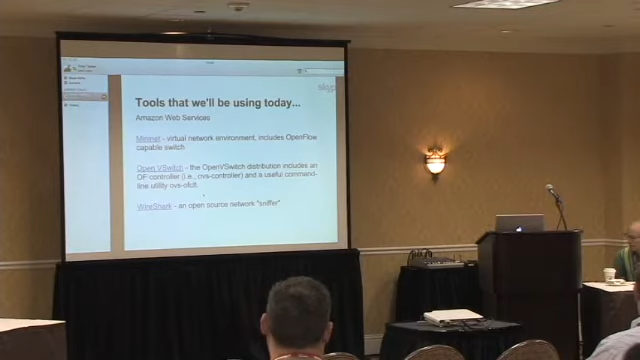 Tools that we'll be using today...
Amazon Web Services
Mininet - virtual network environment, includes OpenFlow
capable switch
Open VSwitch - the OpenVSwitch distribution includes an
OF controller (i.e., ovs-controller) and a useful command-
line utility ovs-ofctl.
WireShark - an open source network "sniffer"